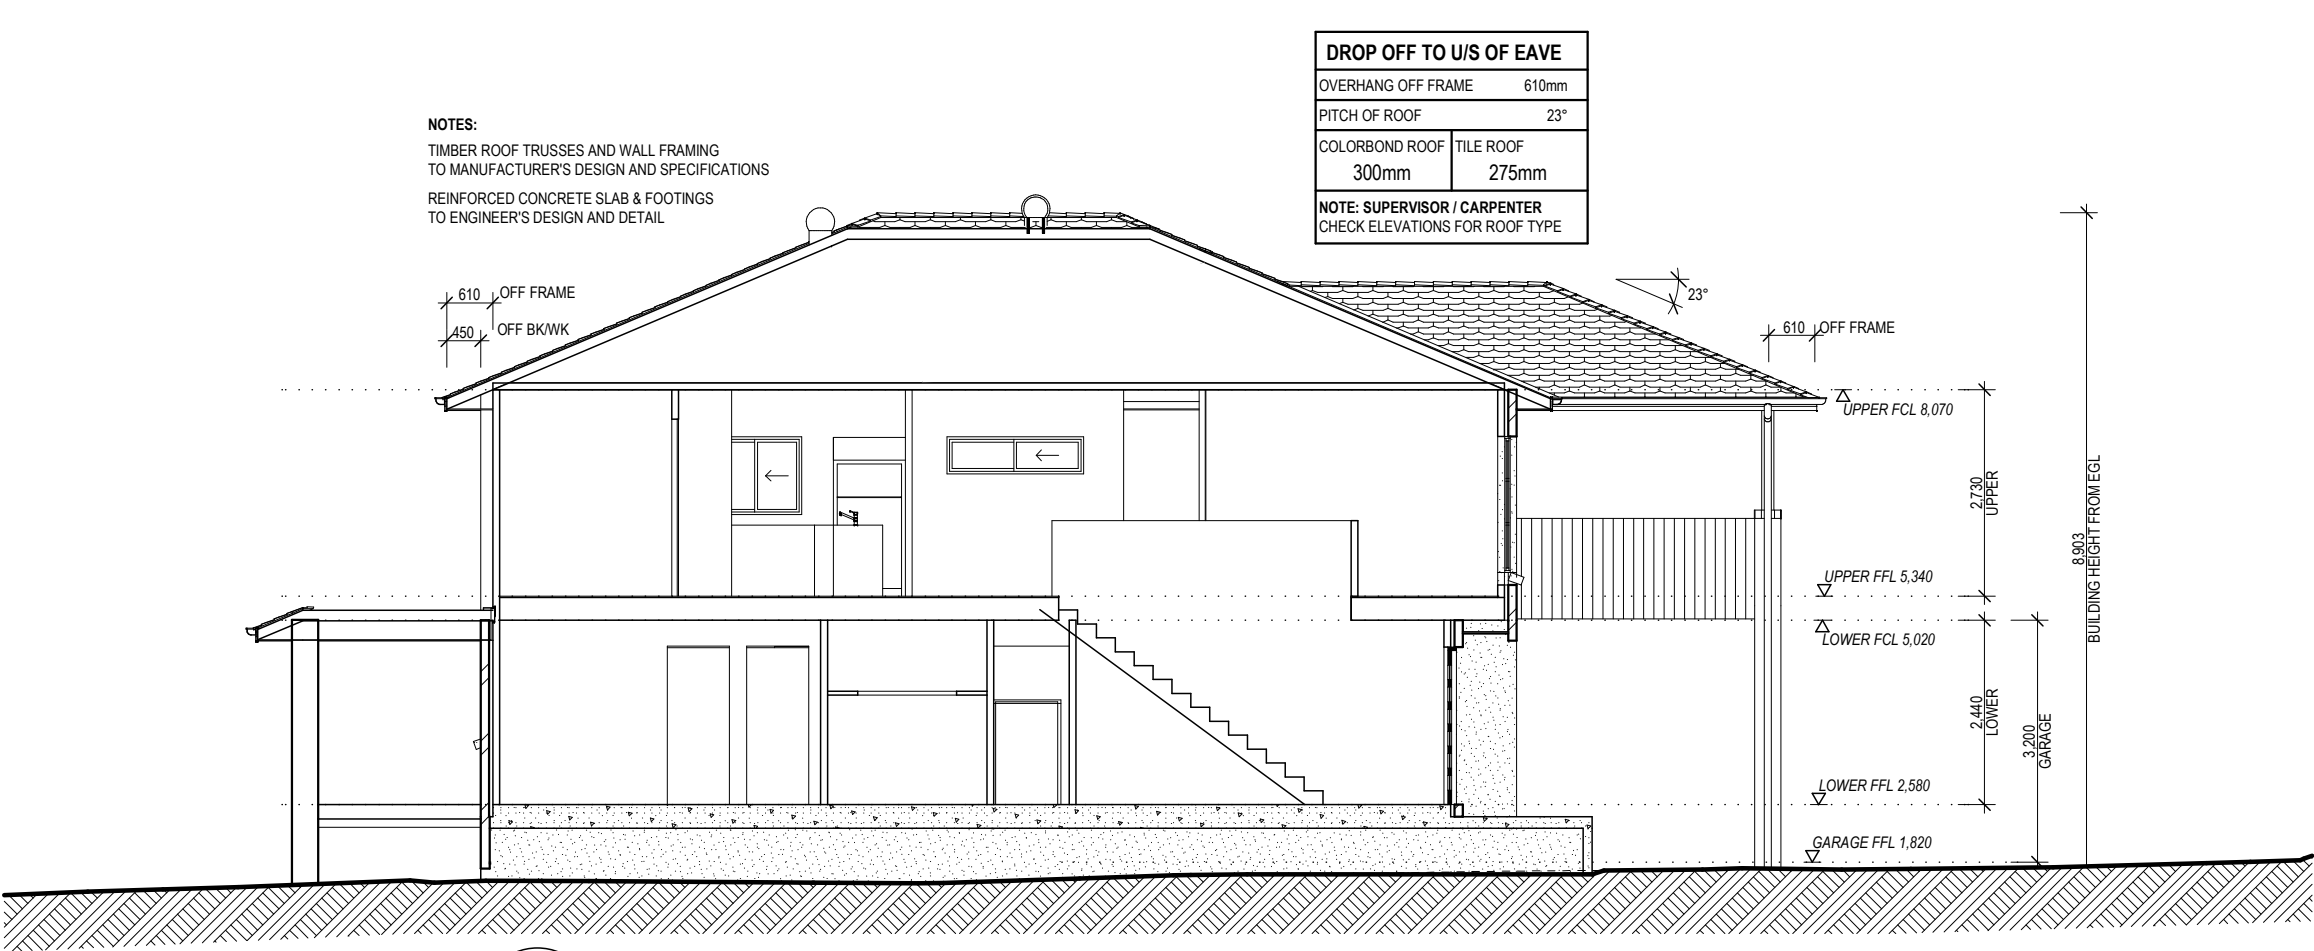 DROP OFF TO U/S OF EAVE
OVERHANG OFF FRAME 610mm
PITCH OF ROOF 23°
COLORBOND ROOF TILE ROOF
300mm 275mm
NOTE: SUPERVISOR / CARPENTER
CHECK ELEVATIONS FOR ROOF TYPE
NOTES:
TIMBER ROOF TRUSSES AND WALL FRAMING
TO MANUFACTURER'S DESIGN AND SPECIFICATIONS
REINFORCED CONCRETE SLAB & FOOTINGS
TO ENGINEER'S DESIGN AND DETAIL
610 OFF FRAME
450 OFF BK/WK
23°
610 OFF FRAME
UPPER FCL 8,070
2,730
UPPER
UPPER FFL 5,340
LOWER FCL 5,020
2,440
LOWER
3,200
GARAGE
8,903
BUILDING HEIGHT FROM EGL
LOWER FFL 2,580
GARAGE FFL 1,820